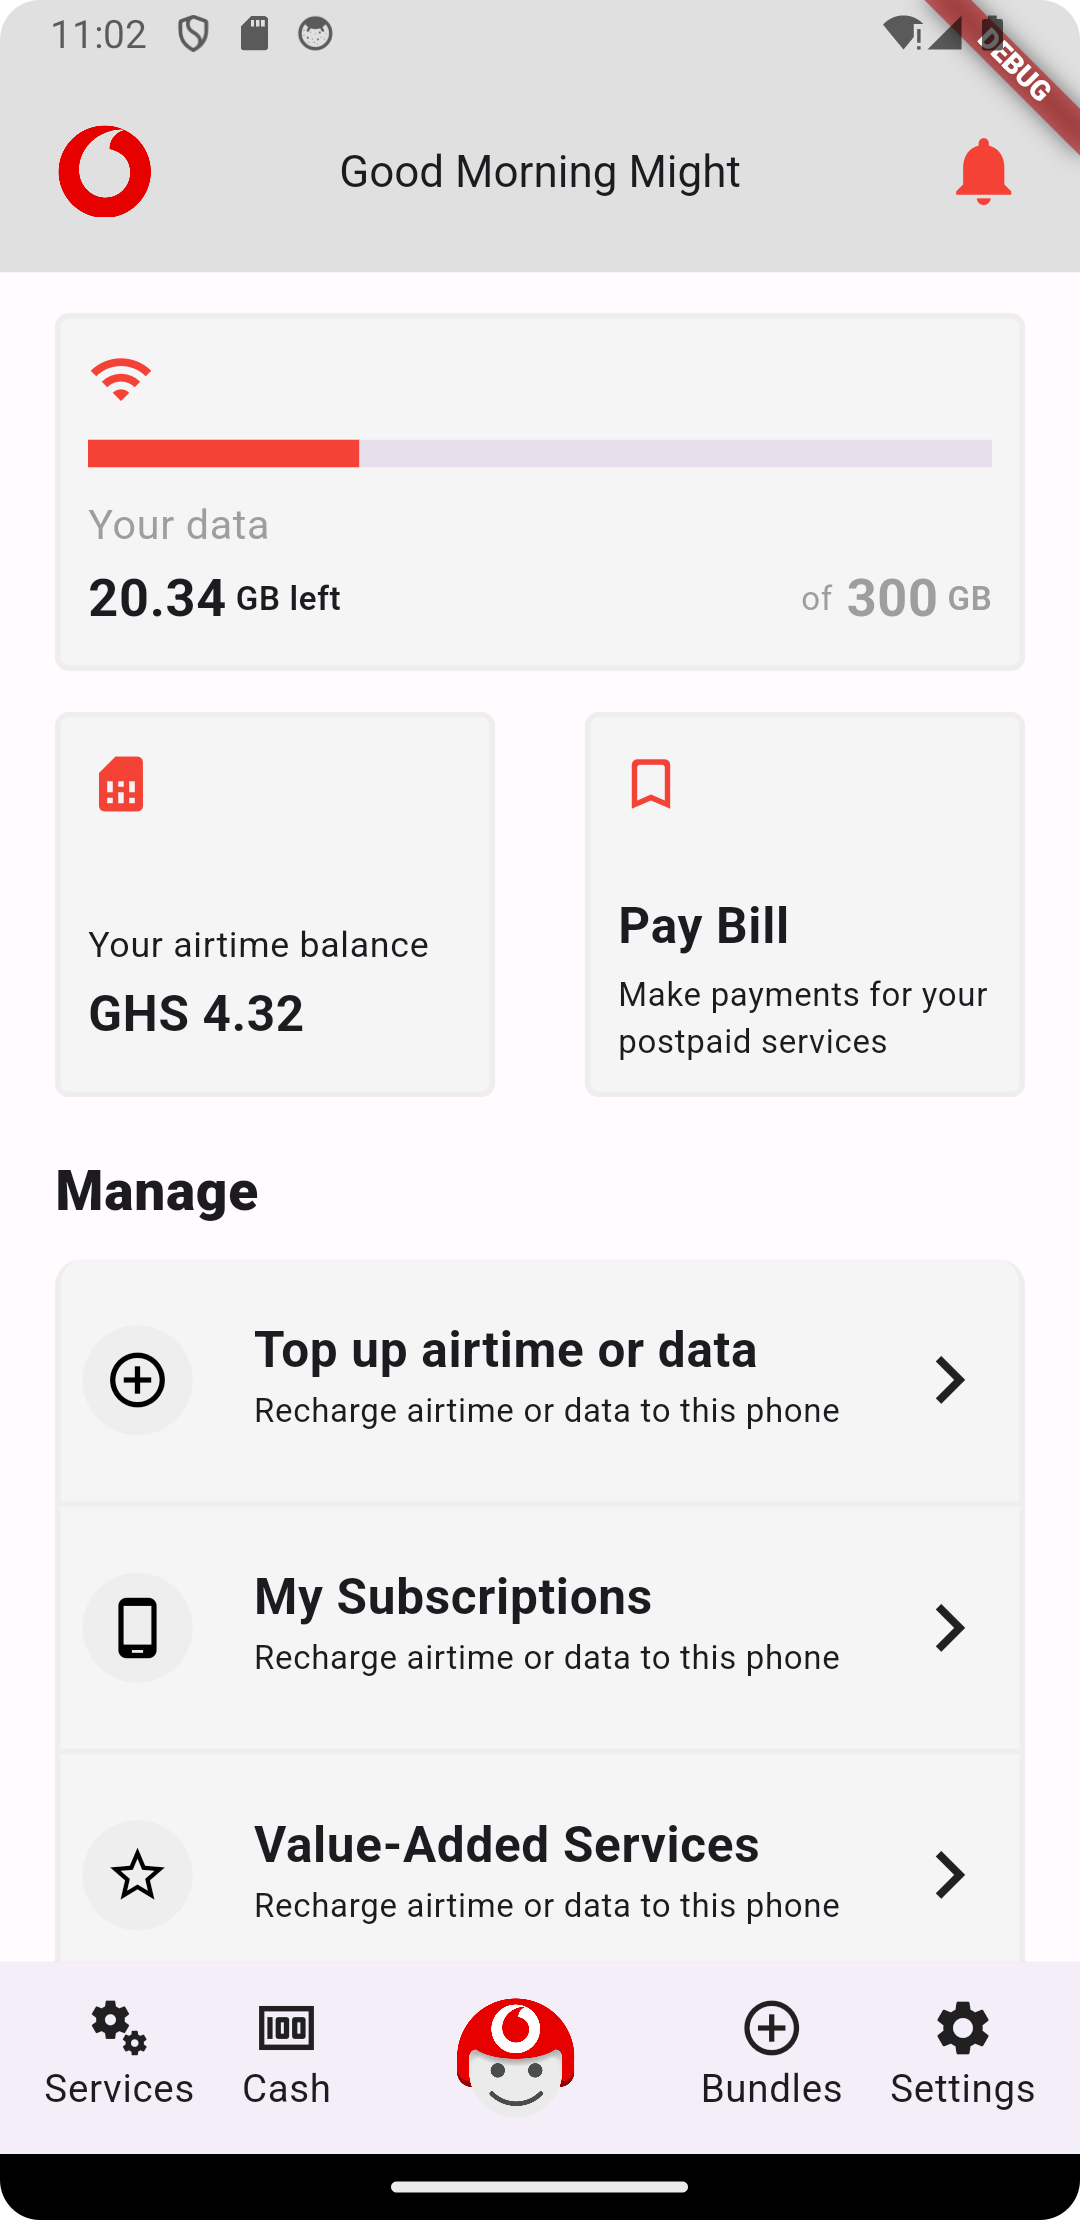 11:02
DEBUG
Good Morning Might
Your data
20.34 GB left
of 300 GB
Your airtime balance
GHS 4.32
Pay Bill
Make payments for your
postpaid services
Manage
Top up airtime or data
Recharge airtime or data to this phone
My Subscriptions
Recharge airtime or data to this phone
Value-Added Services
Recharge airtime or data to this phone
100
Services
Cash
Bundles
Settings